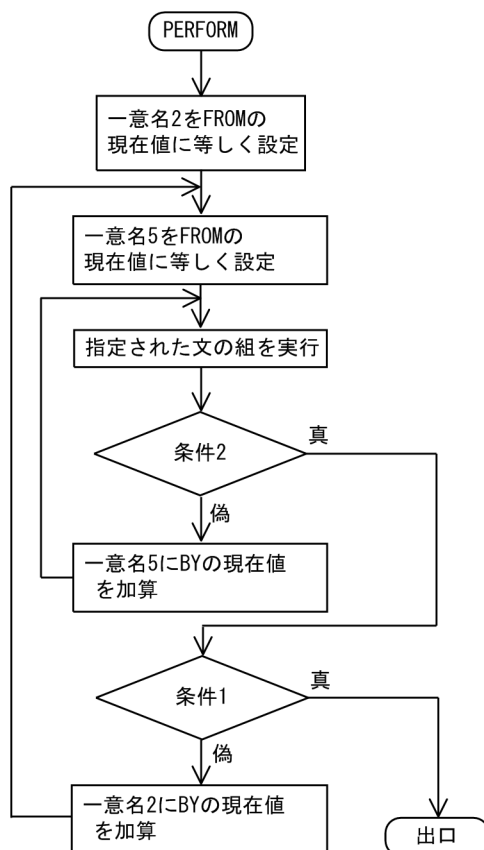 PERFORM
一意名2をFROMの
現在値に等しく設定
一意名5をFROMの
現在値に等しく設定
指定された文の組を実行
条件2
真
偽
一意名5にBYの現在値
を加算
条件1
真
偽
一意名2にBYの現在値
を加算
出口